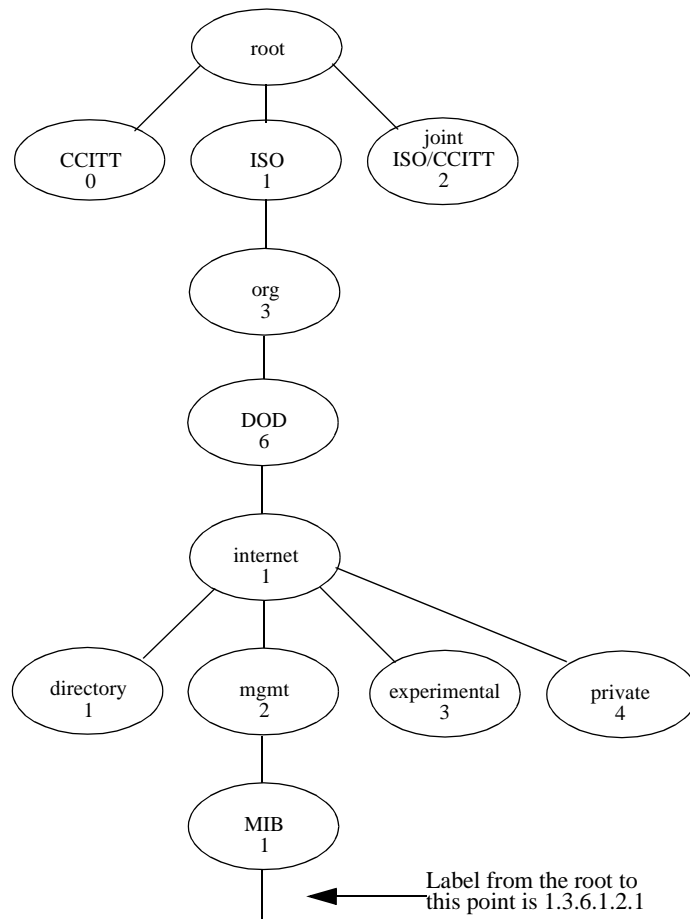 root
CCITT
0
ISO
1
joint
ISO/CCITT
2
org
3
DOD
6
internet
1
directory
1
mgmt
2
experimental
3
private
4
MIB
1
Label from the root to
this point is 1.3.6.1.2.1